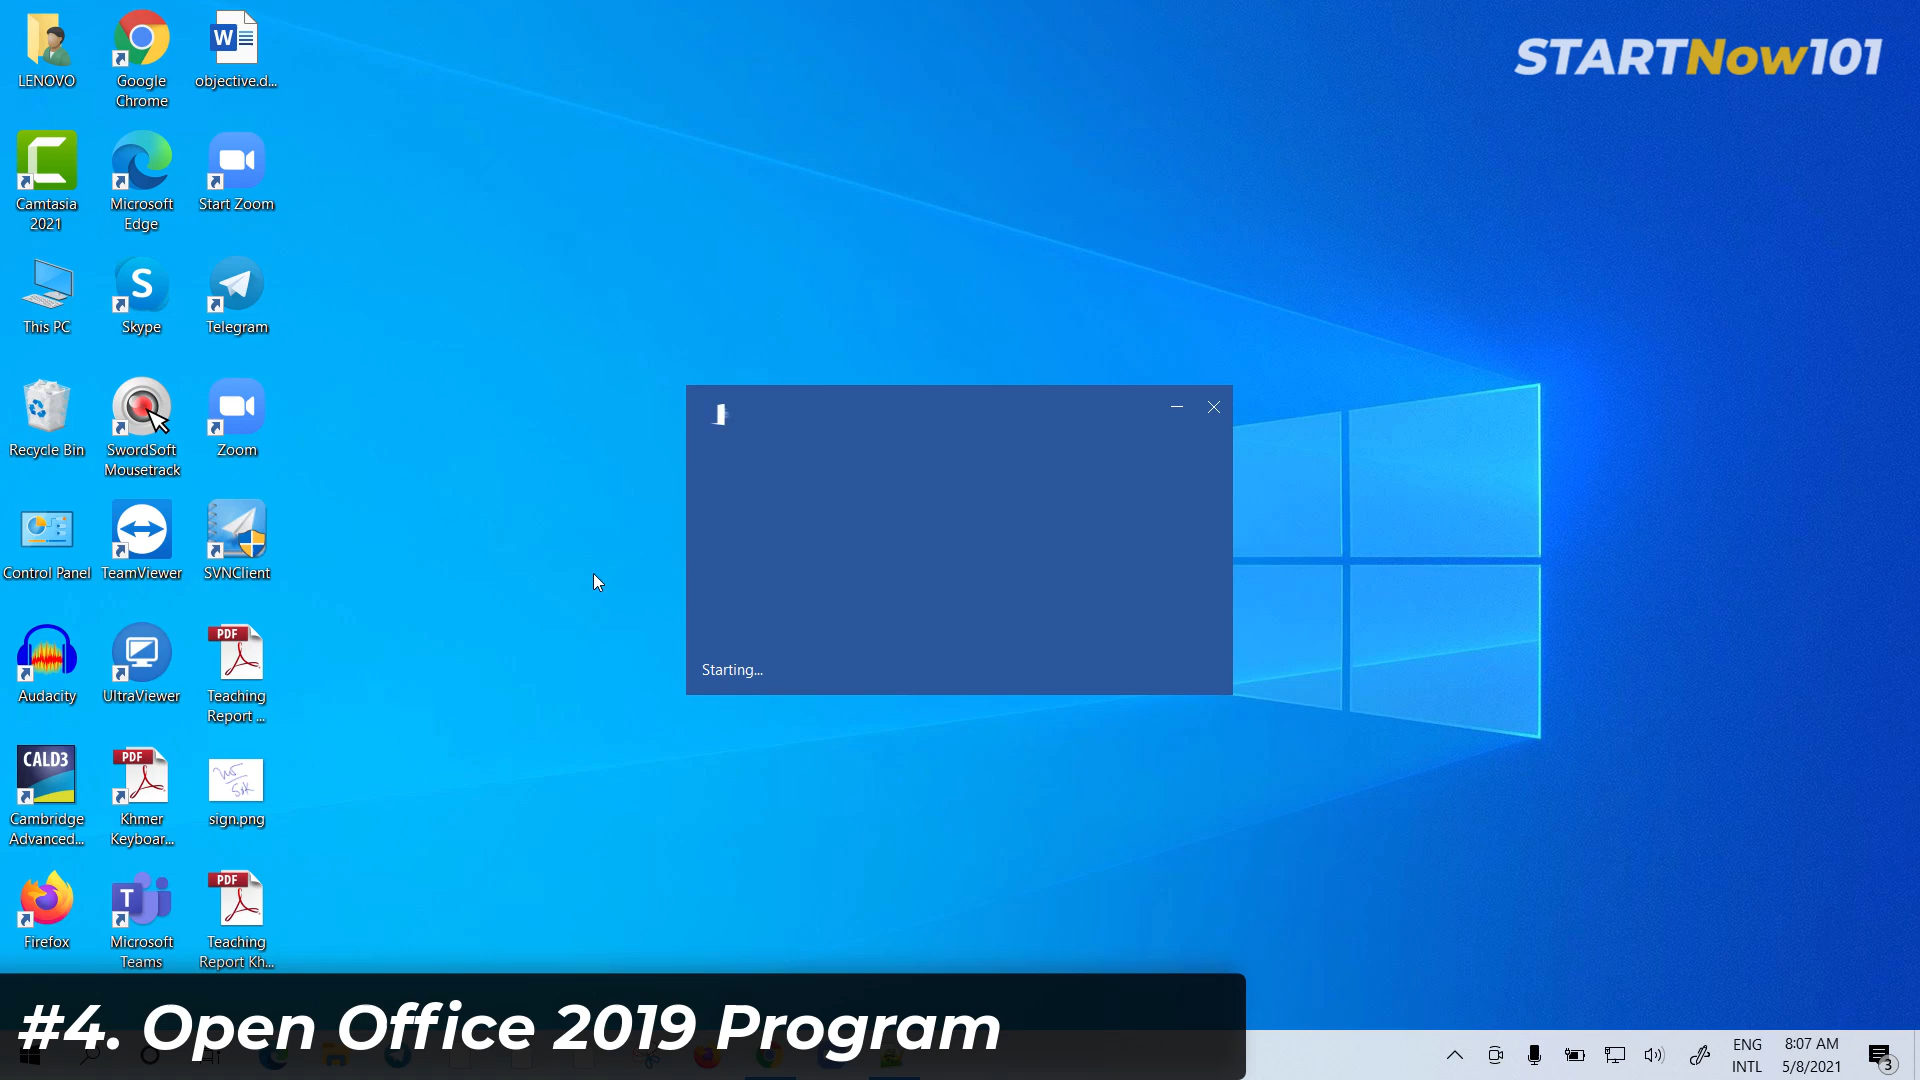 STARTNow101
LENOVO
Google
Chrome
W
objective.d...
Camtasia
2021
Microsoft
Edge
Start Zoom
This PC
S
Skype
Telegram
Recycle Bin
SwordSoft
Mousetrack
Zoom
Control Panel
TeamViewer
SVNClient
Audacity
UltraViewer
PDF
Teaching
Report ...
CALD3
Cambridge
Advanced...
PDF
Khmer
Keyboar...
sign.png
Firefox
T
Microsoft
Teams
PDF
Teaching
Report Kh...
Starting...
#4. Open Office 2019 Program
ENG
INTL
8:07 AM
5/8/2021
3